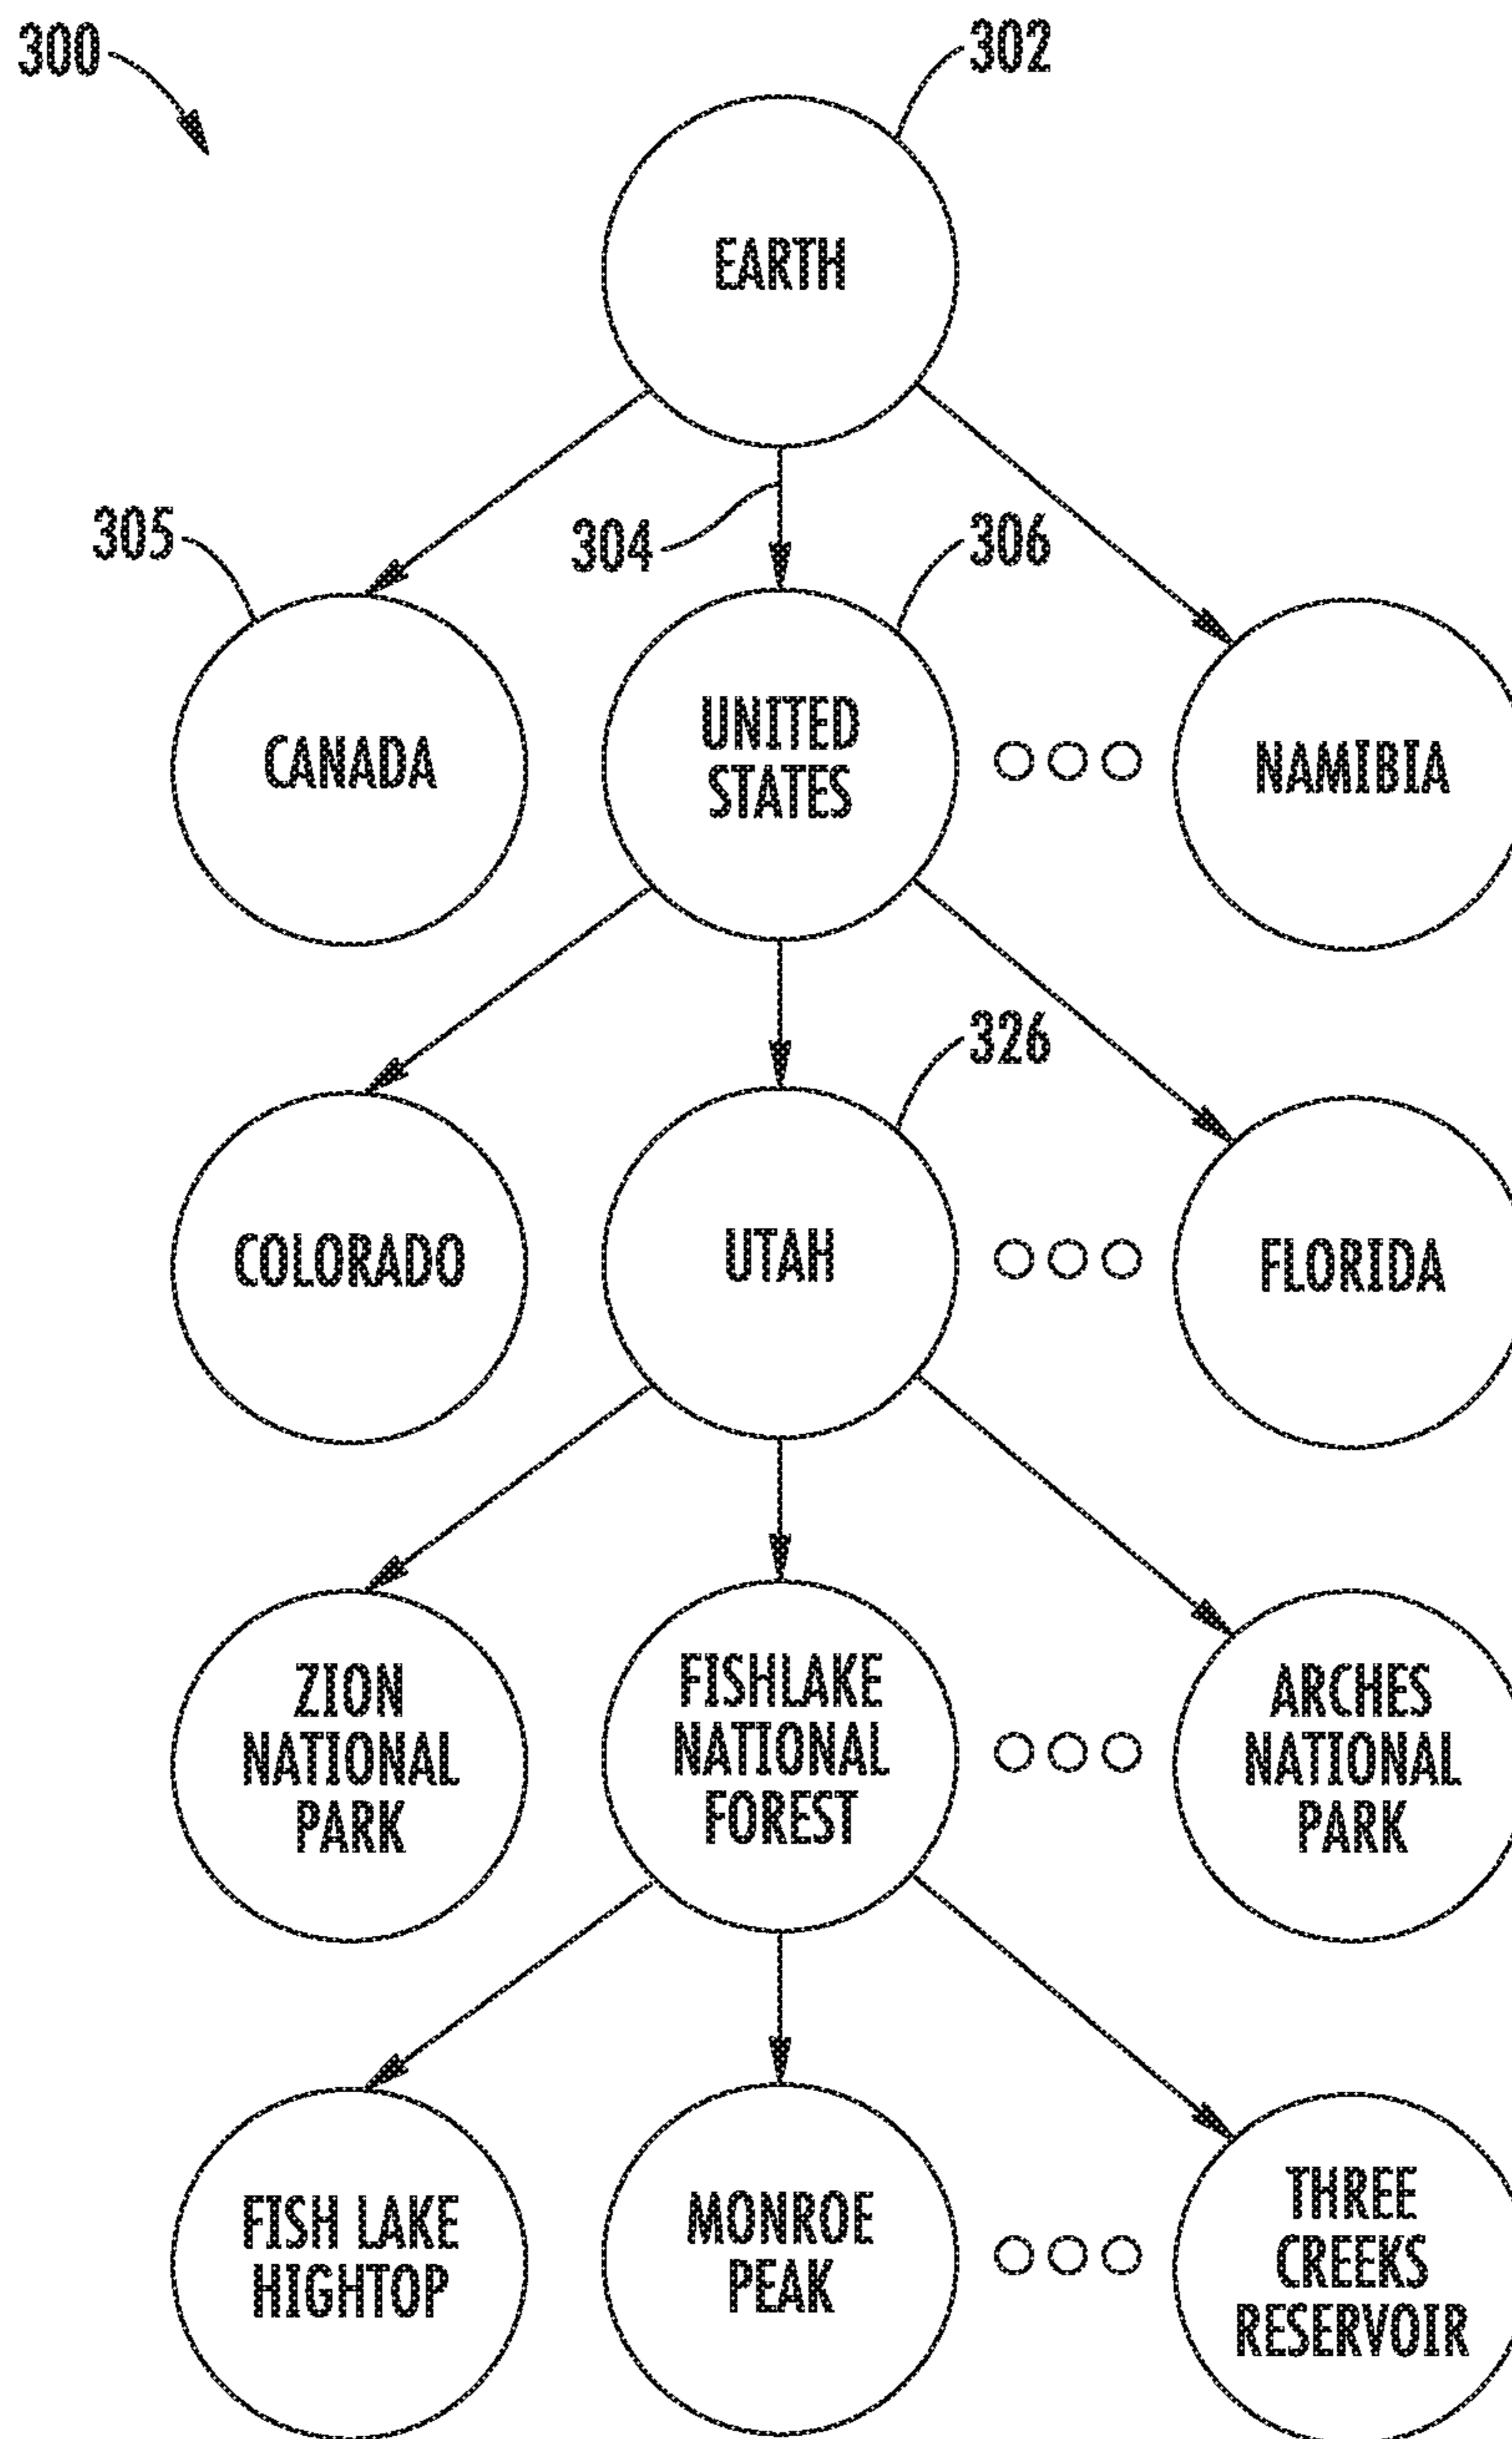 300
302
EARTH
305
304
306
CANADA
UNITED
STATES
NAMIBIA
326
COLORADO
UTAH
FLORIDA
ZION
NATIONAL
PARK
FISHLAKE
NATIONAL
FOREST
ARCHES
NATIONAL
PARK
FISH LAKE
HIGHTOP
MONROE
PEAK
THREE
CREEKS
RESERVOIR